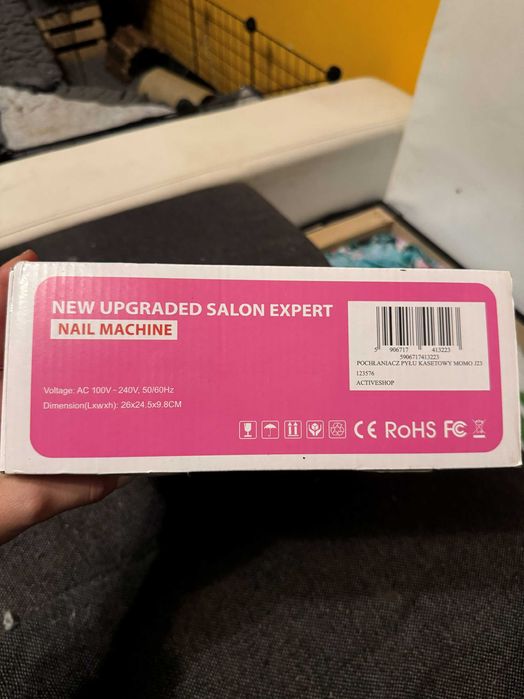 NEW UPGRADED SALON EXPERT
NAIL MACHINE
Voltage: AC 100V~240V, 50/60Hz
Dimension(Lxwxh): 26x24.5x9.8CM
5 906717 413223
5906717413223
POCHŁANIACZ PYŁU KASETOWY MOMO J23
123576
ACTIVESHOP
CE RoHS FC